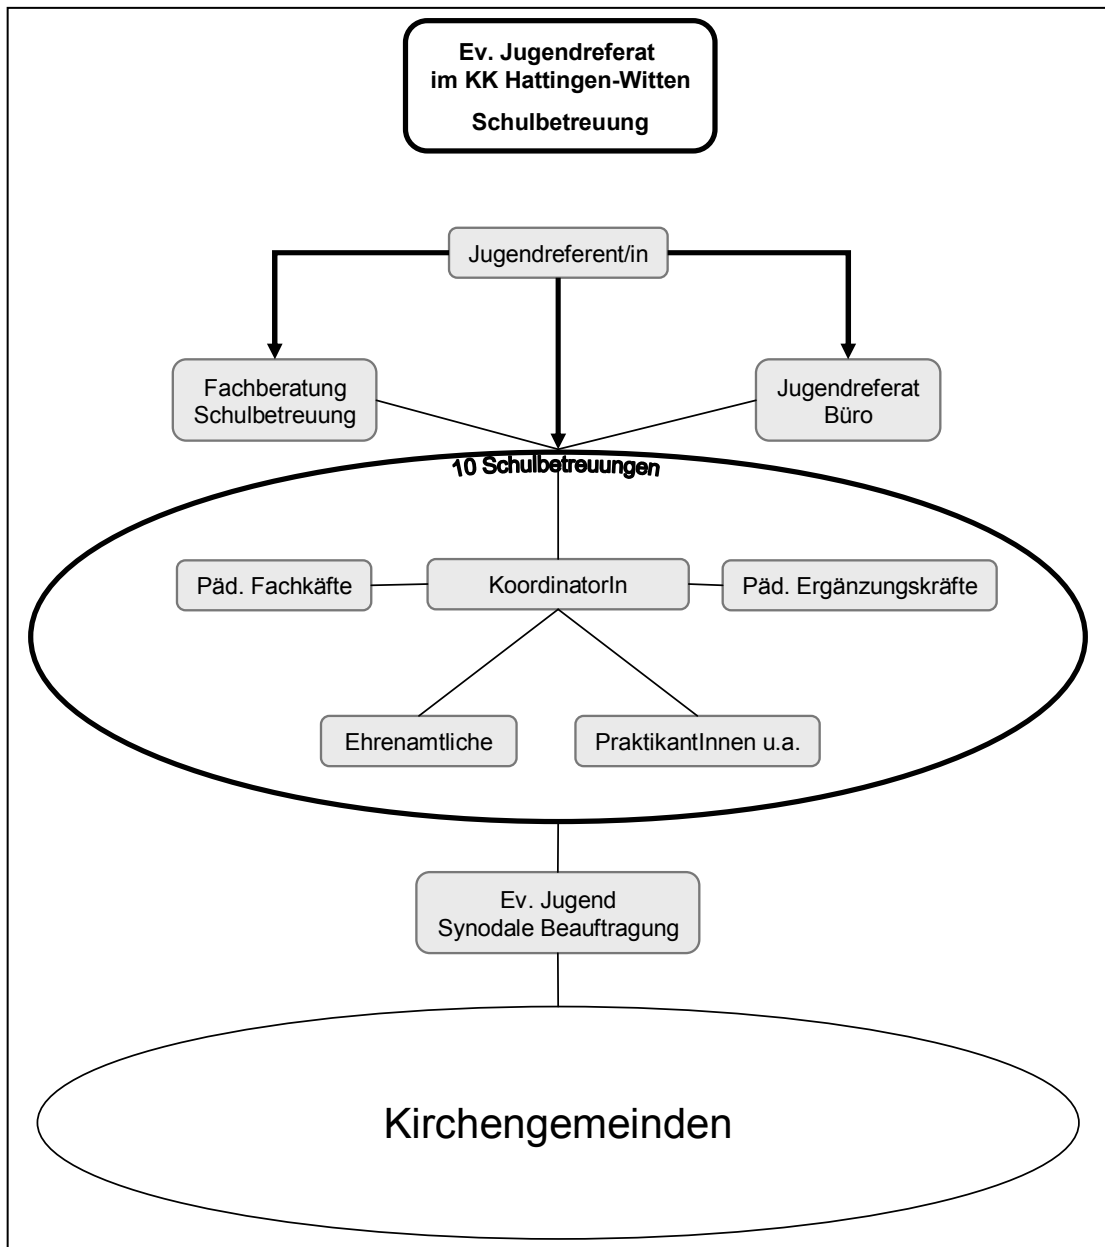 Ev. Jugendreferat
im KK Hattingen-Witten
Schulbetreuung
Jugendreferent/in
Fachberatung
Schulbetreuung
Jugendreferat
Büro
10 Schulbetreuungen
Päd. Fachkäfte
KoordinatorIn
Päd. Ergänzungskräfte
Ehrenamtliche
PraktikantInnen u.a.
Ev. Jugend
Synodale Beauftragung
Kirchengemeinden